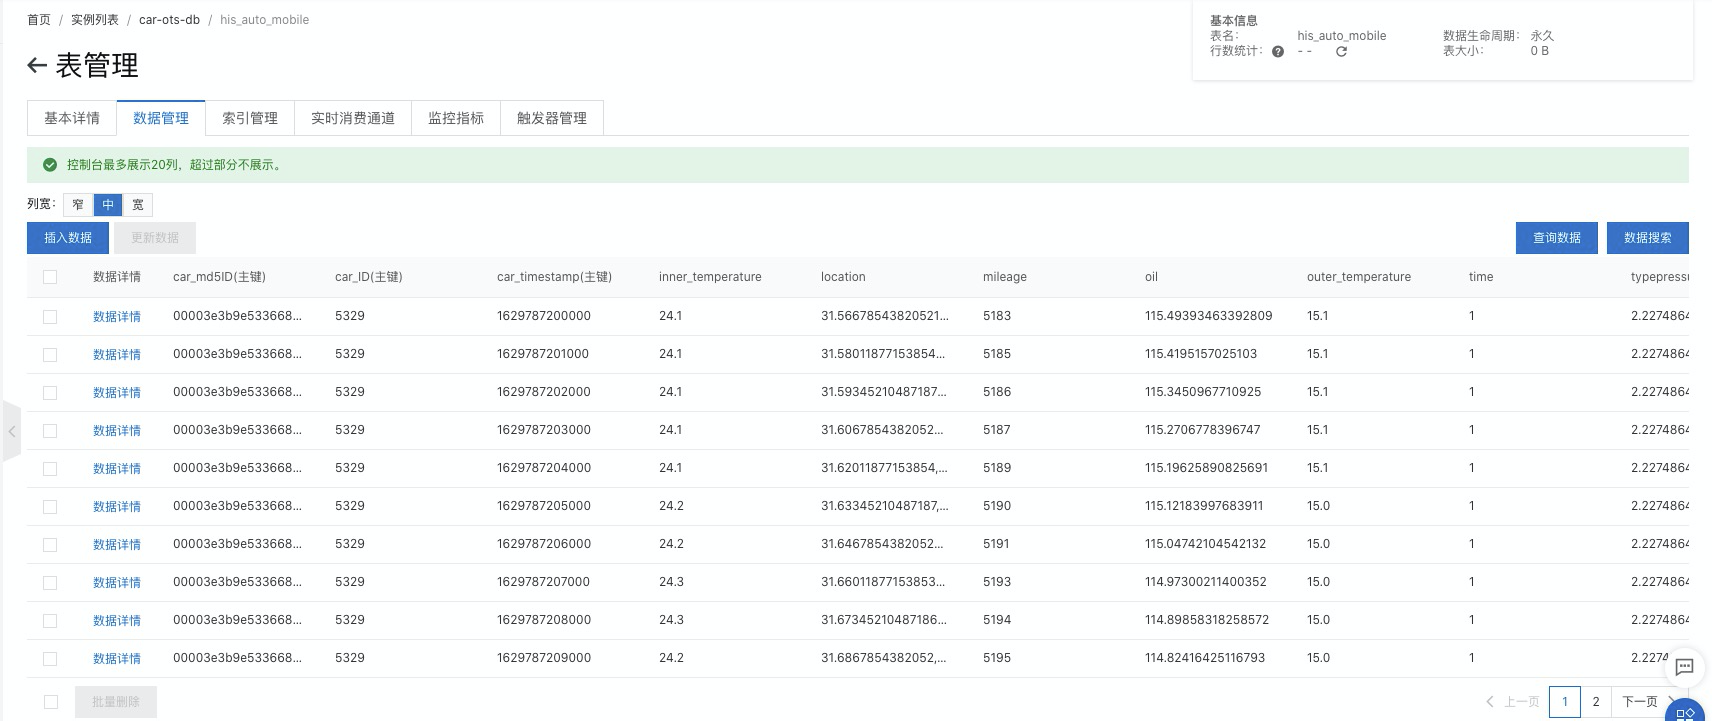 首页 / 实例列表 / car-ots-db / his_auto_mobile
基本信息
表名: his_auto_mobile 数据生命周期: 永久
行数统计: ? - - 表大小: 0 B
表管理
基本详情 数据管理 索引管理 实时消费通道 监控指标 触发器管理
控制台最多展示20列，超过部分不展示。
列宽: 窄 中 宽
插入数据 更新数据 查询数据 数据搜索
数据详情 car_md5ID(主键) car_ID(主键) car_timestamp(主键) inner_temperature location mileage oil outer_temperature time typepressu
数据详情 00003e3b9e533668... 5329 1629787200000 24.1 31.56678543820521... 5183 115.49393463392809 15.1 1 2.2274864
数据详情 00003e3b9e533668... 5329 1629787201000 24.1 31.58011877153854... 5185 115.4195157025103 15.1 1 2.2274864
数据详情 00003e3b9e533668... 5329 1629787202000 24.1 31.59345210487187... 5186 115.3450967710925 15.1 1 2.2274864
数据详情 00003e3b9e533668... 5329 1629787203000 24.1 31.6067854382052... 5187 115.2706778396747 15.1 1 2.2274864
数据详情 00003e3b9e533668... 5329 1629787204000 24.1 31.62011877153854,... 5189 115.19625890825691 15.1 1 2.2274864
数据详情 00003e3b9e533668... 5329 1629787205000 24.2 31.63345210487187,... 5190 115.12183997683911 15.0 1 2.2274864
数据详情 00003e3b9e533668... 5329 1629787206000 24.2 31.6467854382052... 5191 115.04742104542132 15.0 1 2.2274864
数据详情 00003e3b9e533668... 5329 1629787207000 24.3 31.66011877153853... 5193 114.97300211400352 15.0 1 2.2274864
数据详情 00003e3b9e533668... 5329 1629787208000 24.3 31.67345210487186... 5194 114.89858318258572 15.0 1 2.2274864
数据详情 00003e3b9e533668... 5329 1629787209000 24.2 31.6867854382052,... 5195 114.82416425116793 15.0 1 2.2274
批量删除 上一页 1 2 下一页